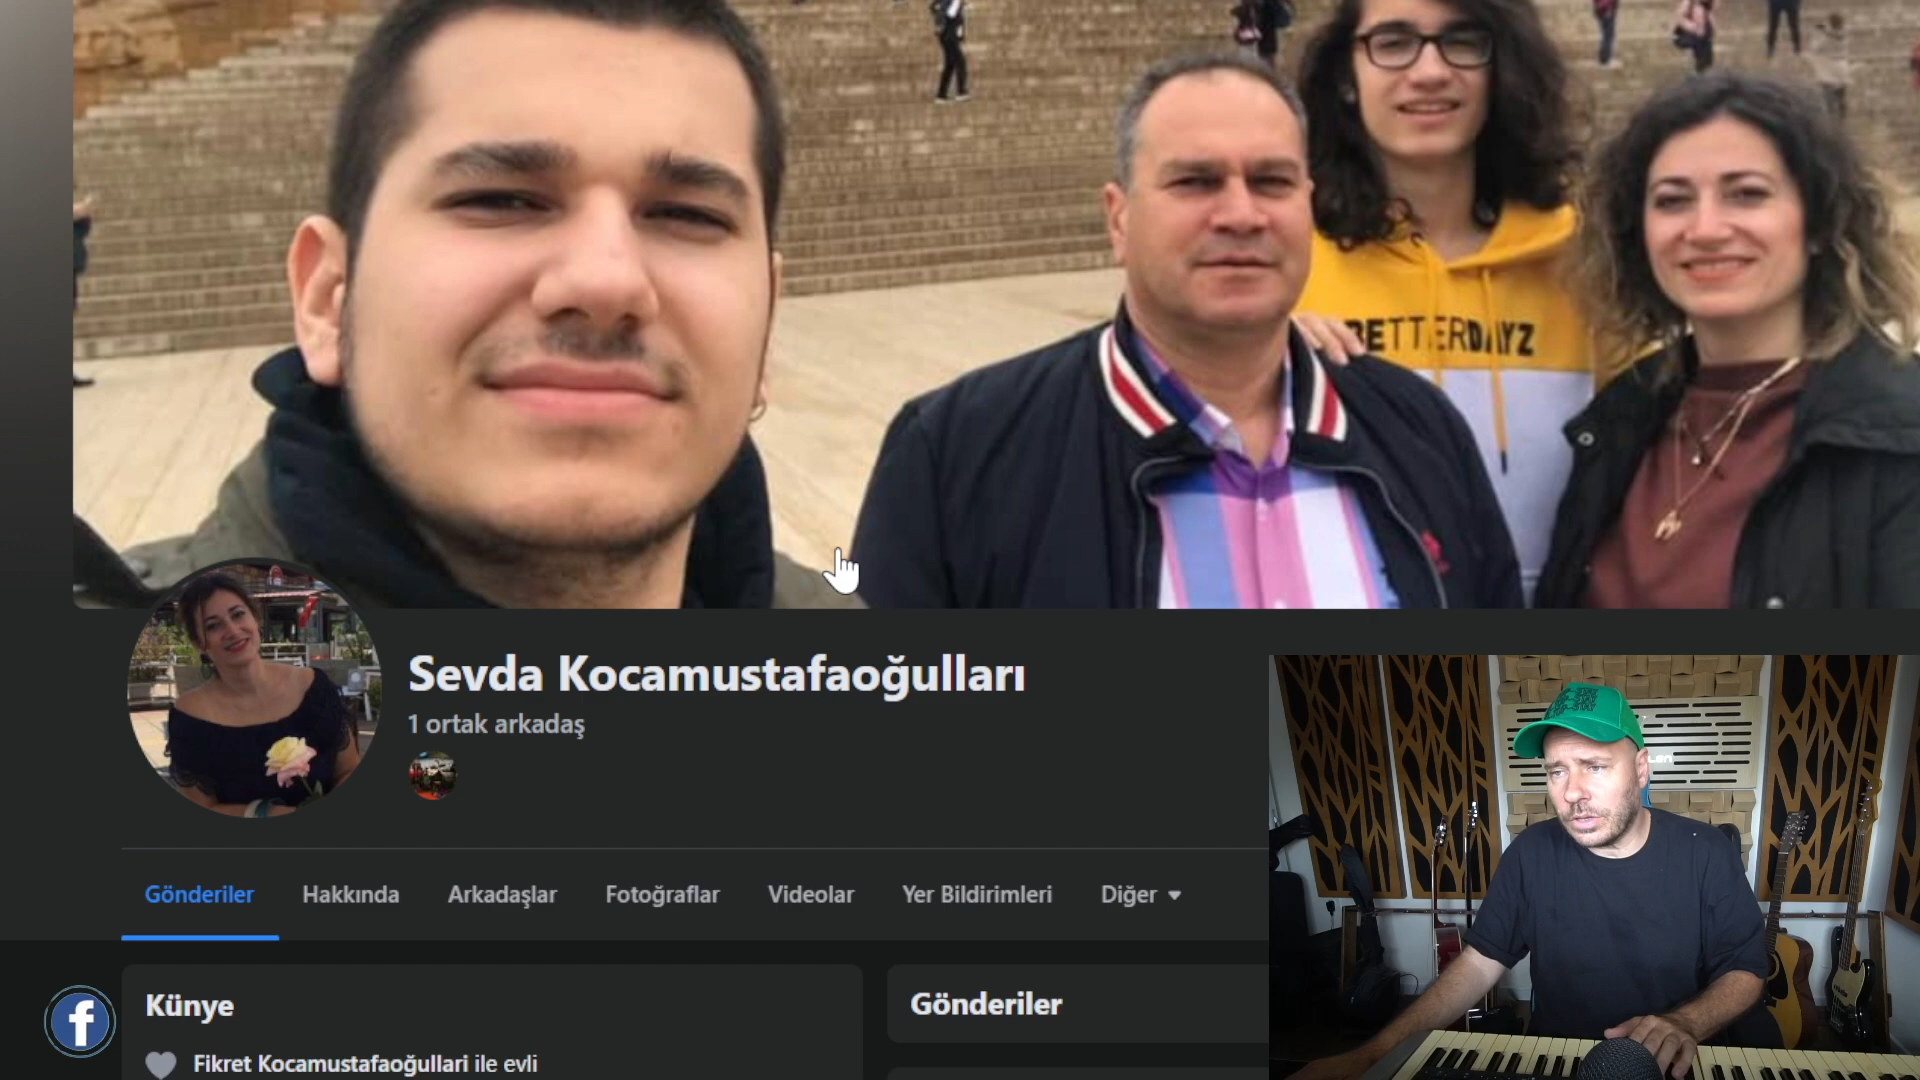 BETTERDAYZ
Sevda Kocamustafaoğulları
1 ortak arkadaş
Gönderiler
Hakkında
Arkadaşlar
Fotoğraflar
Videolar
Yer Bildirimleri
Diğer
Künye
Gönderiler
Fikret Kocamustafaoğullari ile evli